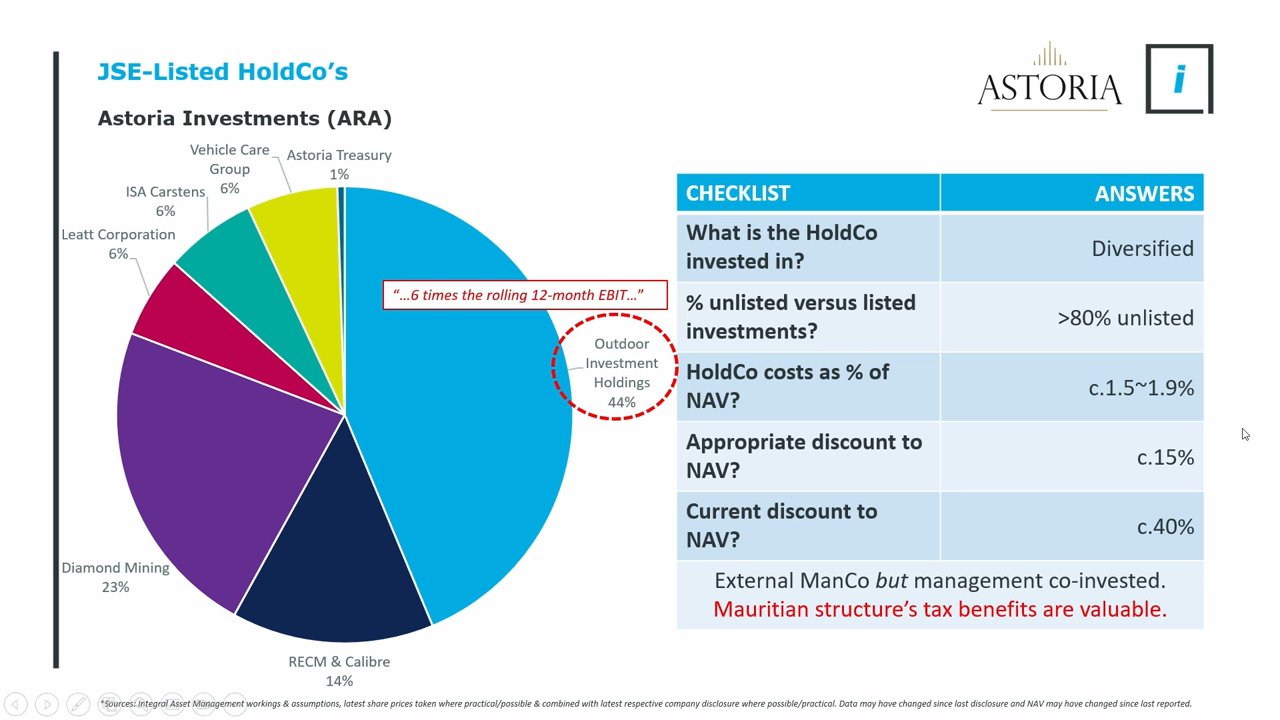 JSE-Listed HoldCo's
Astoria Investments (ARA)
ASTORIA
i
Vehicle Care
Group
6%
Astoria Treasury
1%
ISA Carstens
6%
Leatt Corporation
6%
"...6 times the rolling 12-month EBIT..."
Outdoor
Investment
Holdings
44%
Diamond Mining
23%
RECM & Calibre
14%
CHECKLIST ANSWERS
What is the HoldCo
invested in?
Diversified
% unlisted versus listed
investments?
>80% unlisted
HoldCo costs as % of
NAV?
c.1.5~1.9%
Appropriate discount to
NAV?
c.15%
Current discount to
NAV?
c.40%
External ManCo but management co-invested.
Mauritian structure's tax benefits are valuable.
*Sources: Integral Asset Management workings & assumptions, latest share prices taken where practical/possible & combined with latest respective company disclosure where possible/practical. Data may have changed since last disclosure and NAV may have changed since last reported.